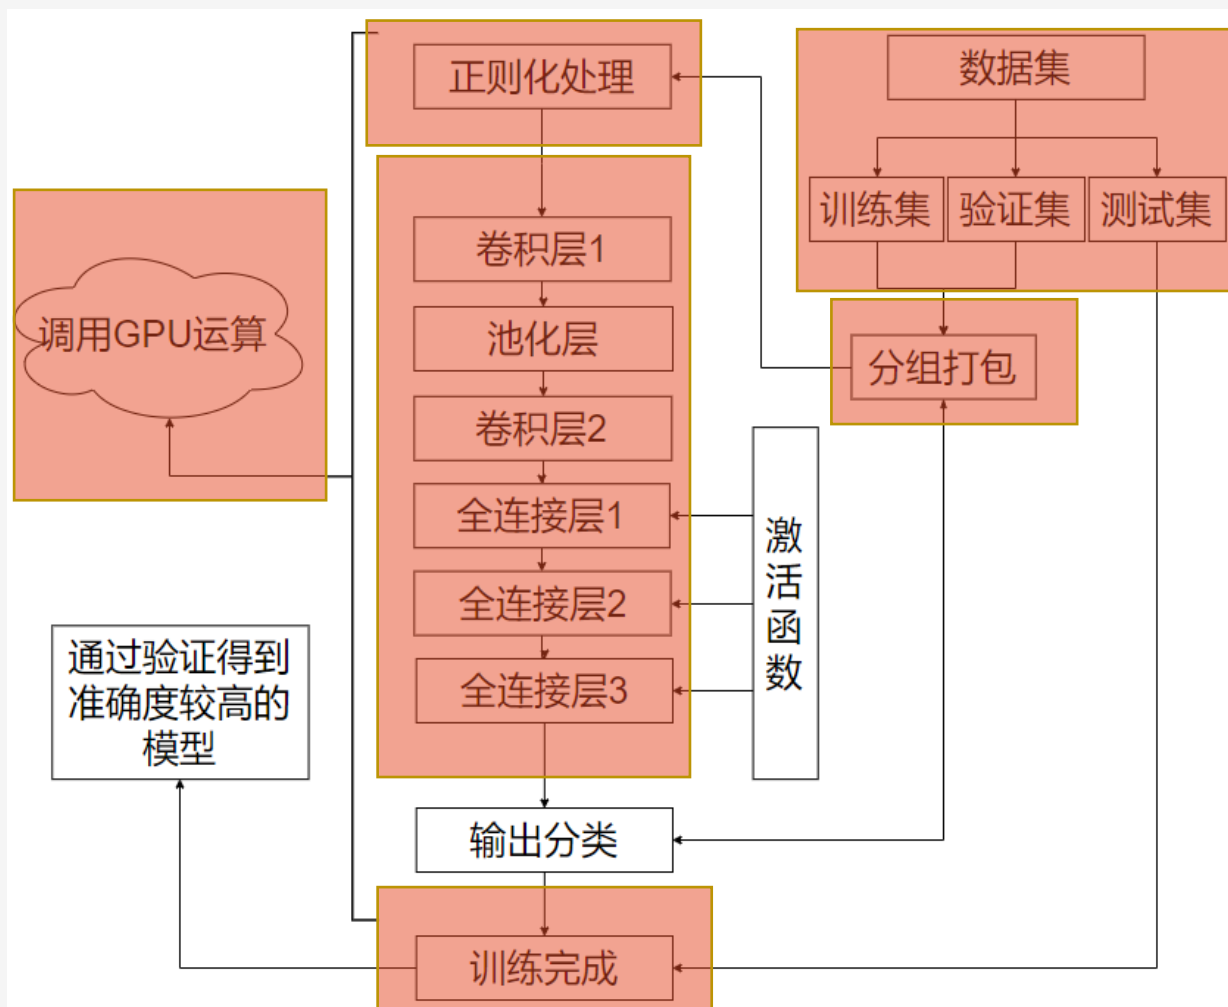 正则化处理
数据集
训练集
验证集
测试集
卷积层1
调用GPU运算
池化层
分组打包
卷积层2
全连接层1
激活函数
全连接层2
全连接层3
通过验证得到
准确度较高的
模型
输出分类
训练完成